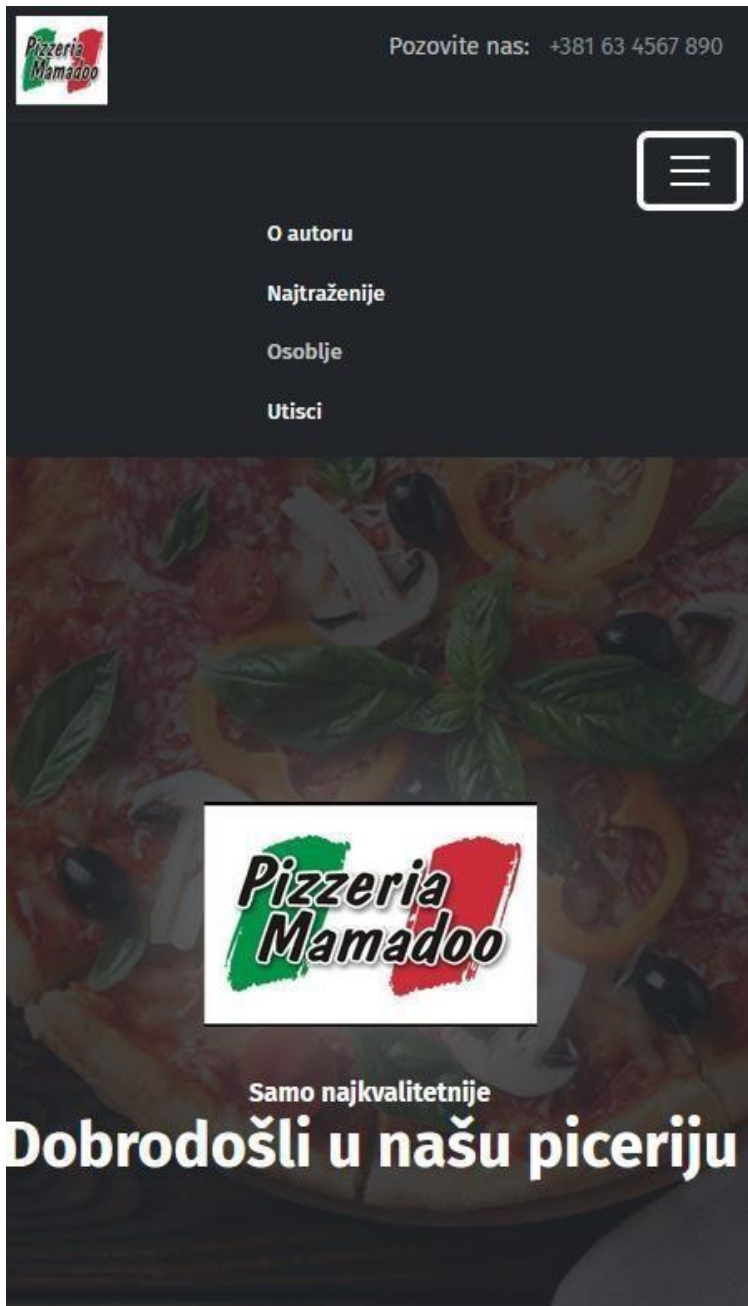 Pizzeria
Mamadoo
Pozovite nas: +381 63 4567 890
O autoru
Najtraženije
Osoblje
Utisci
Pizzeria
Mamadoo
Samo najkvalitetnije
Dobrodošli u našu piceriju